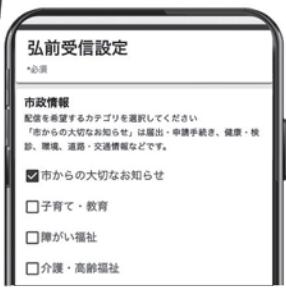 弘前受信設定
*必須
市政情報
配信を希望するカテゴリを選択してください
「市からの大切なお知らせ」は届出・申請手続き、健康・検
診、環境、道路・交通情報などです。
市からの大切なお知らせ
子育て・教育
障がい福祉
介護・高齢福祉